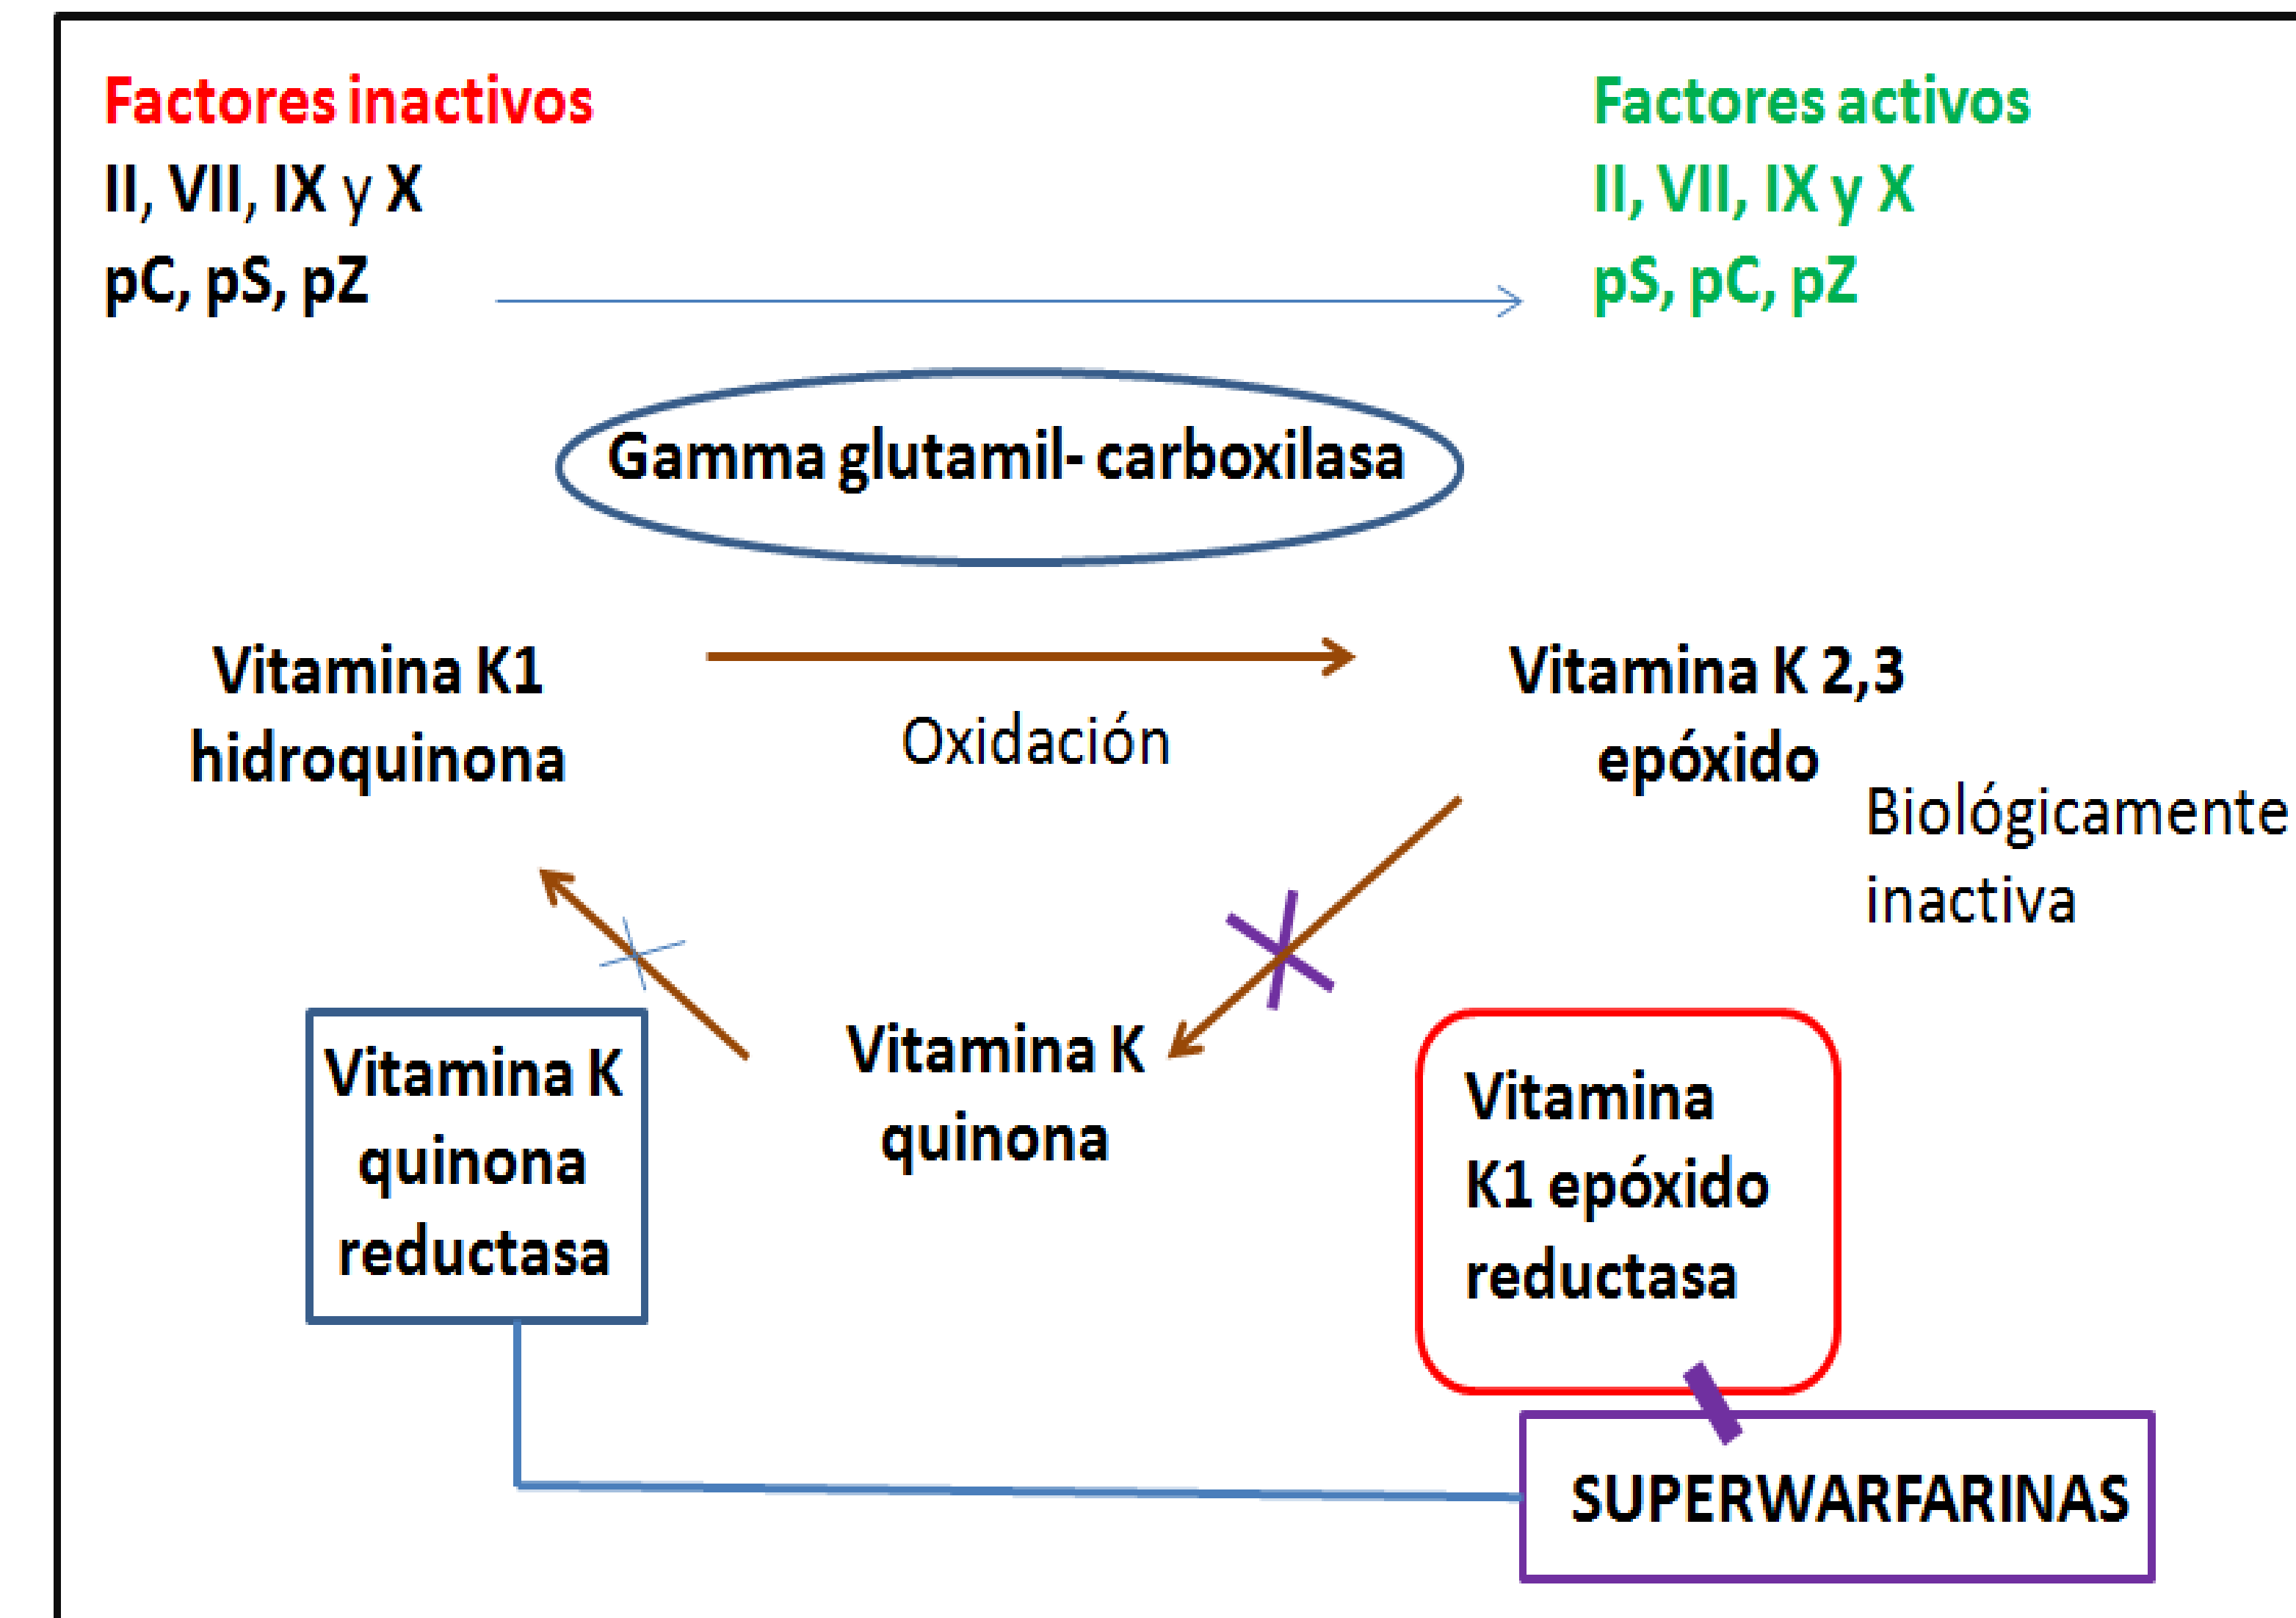 Factores inactivos
II, VII, IX y X
pC, pS, pZ
Factores activos
II, VII, IX y X
pS, pC, pZ
Gamma glutamil- carboxilasa
Vitamina K1
hidroquinona
Oxidación
Vitamina K 2,3
epóxido
Biológicamente
inactiva
Vitamina K
quinona
reductasa
Vitamina K
quinona
Vitamina
K1 epóxido
reductasa
SUPERWARFARINAS